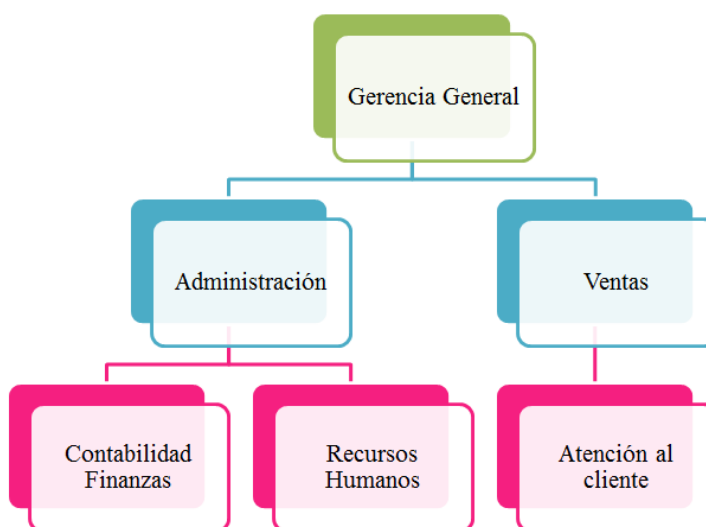 Gerencia General
Administración
Ventas
Contabilidad
Finanzas
Recursos
Humanos
Atención al
cliente